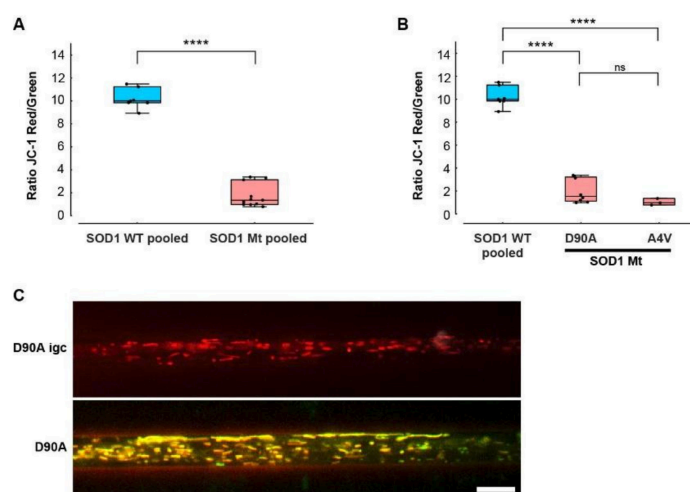 A
Ratio JC-1 Red/Green
14
12
10
8
6
4
2
0
****
SOD1 WT pooled
SOD1 Mt pooled
B
Ratio JC-1 Red/Green
14
12
10
8
6
4
2
0
****
****
ns
SOD1 WT
pooled
D90A
A4V
SOD1 Mt
C
D90A igc
D90A